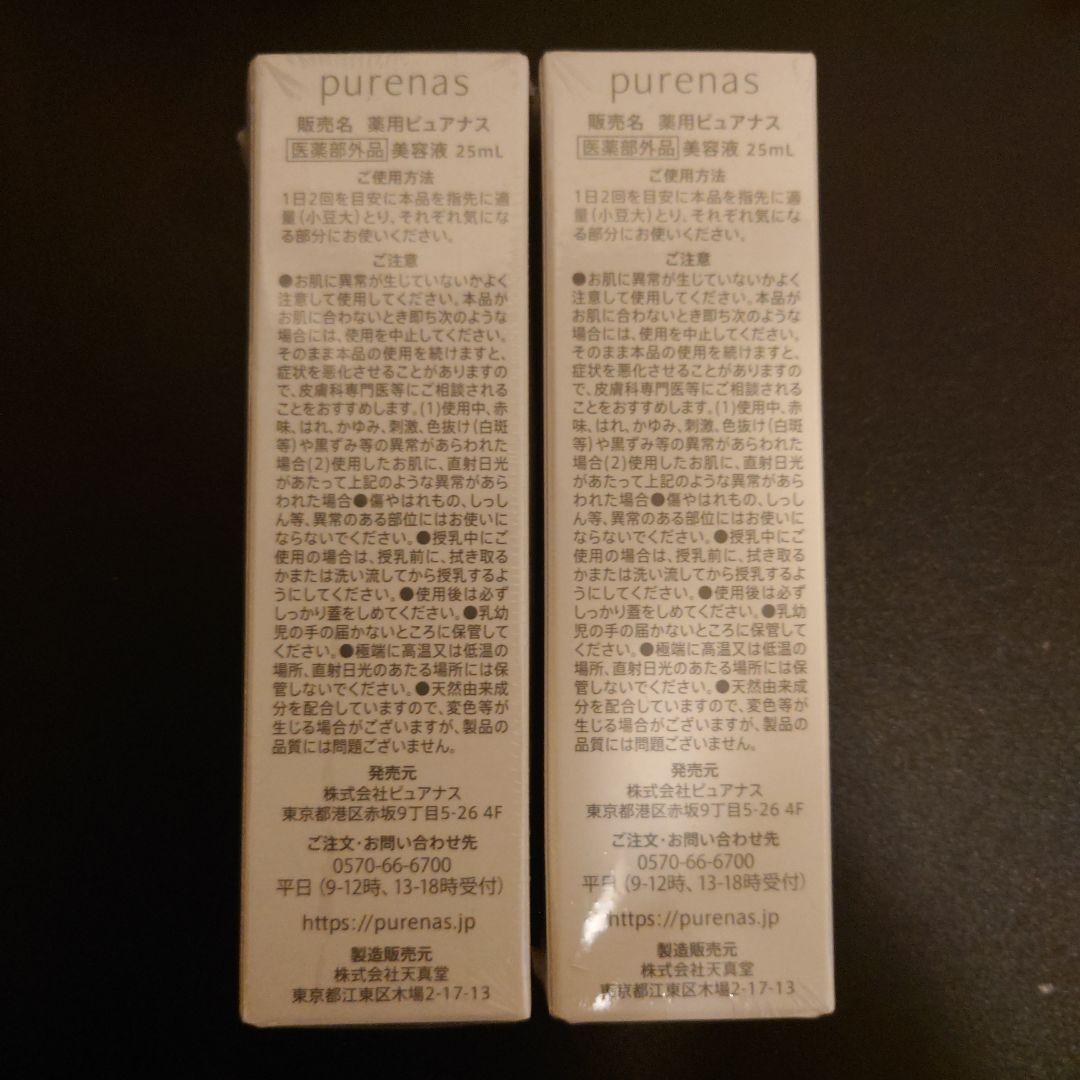 purenas
販売名 薬用ピュアナス
医薬部外品 美容液 25mL
ご使用方法
1日2回を目安に本品を指先に適
量(小豆大)とり、それぞれ気にな
る部分にお使いください。
ご注意
●お肌に異常が生じていないかよく
注意して使用してください。本品が
お肌に合わないとき即ち次のような
場合には、使用を中止してください。
そのまま本品の使用を続けますと、
症状を悪化させることがありますの
で、皮膚科専門医等にご相談される
ことをおすすめします。(1)使用中、赤
味、はれ、かゆみ、刺激、色抜け(白斑
等)や黒ずみ等の異常があらわれた
場合(2)使用したお肌に、直射日光
があたって上記のような異常があら
われた場合●傷やはれもの、しっし
ん等、異常のある部位にはお使いに
ならないでください。●授乳中にご
使用の場合は、授乳前に、拭き取る
かまたは洗い流してから授乳するよ
うにしてください。●使用後は必ず
しっかり蓋をしめてください。●乳幼
児の手の届かないところに保管して
ください。●極端に高温又は低温の
場所、直射日光のあたる場所には保
管しないでください。●天然由来成
分を配合していますので、変色等が
生じる場合がございますが、製品の
品質には問題ございません。
発売元
株式会社ピュアナス
東京都港区赤坂9丁目5-26 4F
ご注文・お問い合わせ先
0570-66-6700
平日(9-12時、13-18時受付)
https://purenas.jp
製造販売元
株式会社天真堂
東京都江東区木場2-17-13
purenas
販売名 薬用ピュアナス
医薬部外品 美容液 25mL
ご使用方法
1日2回を目安に本品を指先に適
量(小豆大)とり、それぞれ気にな
る部分にお使いください。
ご注意
●お肌に異常が生じていないかよく
注意して使用してください。本品が
お肌に合わないとき即ち次のような
場合には、使用を中止してください。
そのまま本品の使用を続けますと、
症状を悪化させることがありますの
で、皮膚科専門医等にご相談される
ことをおすすめします。(1)使用中、赤
味、はれ、かゆみ、刺激、色抜け(白斑
等)や黒ずみ等の異常があらわれた
場合(2)使用したお肌に、直射日光
があたって上記のような異常があら
われた場合●傷やはれもの、しっし
ん等、異常のある部位にはお使いに
ならないでください。●授乳中にご
使用の場合は、授乳前に、拭き取る
かまたは洗い流してから授乳するよ
うにしてください。●使用後は必ず
しっかり蓋をしめてください。●乳幼
児の手の届かないところに保管して
ください。●極端に高温又は低温の
場所、直射日光のあたる場所には保
管しないでください。●天然由来成
分を配合していますので、変色等が
生じる場合がございますが、製品の
品質には問題ございません。
発売元
株式会社ピュアナス
東京都港区赤坂9丁目5-26 4F
ご注文・お問い合わせ先
0570-66-6700
平日(9-12時、13-18時受付)
https://purenas.jp
製造販売元
株式会社天真堂
東京都江東区木場2-17-13